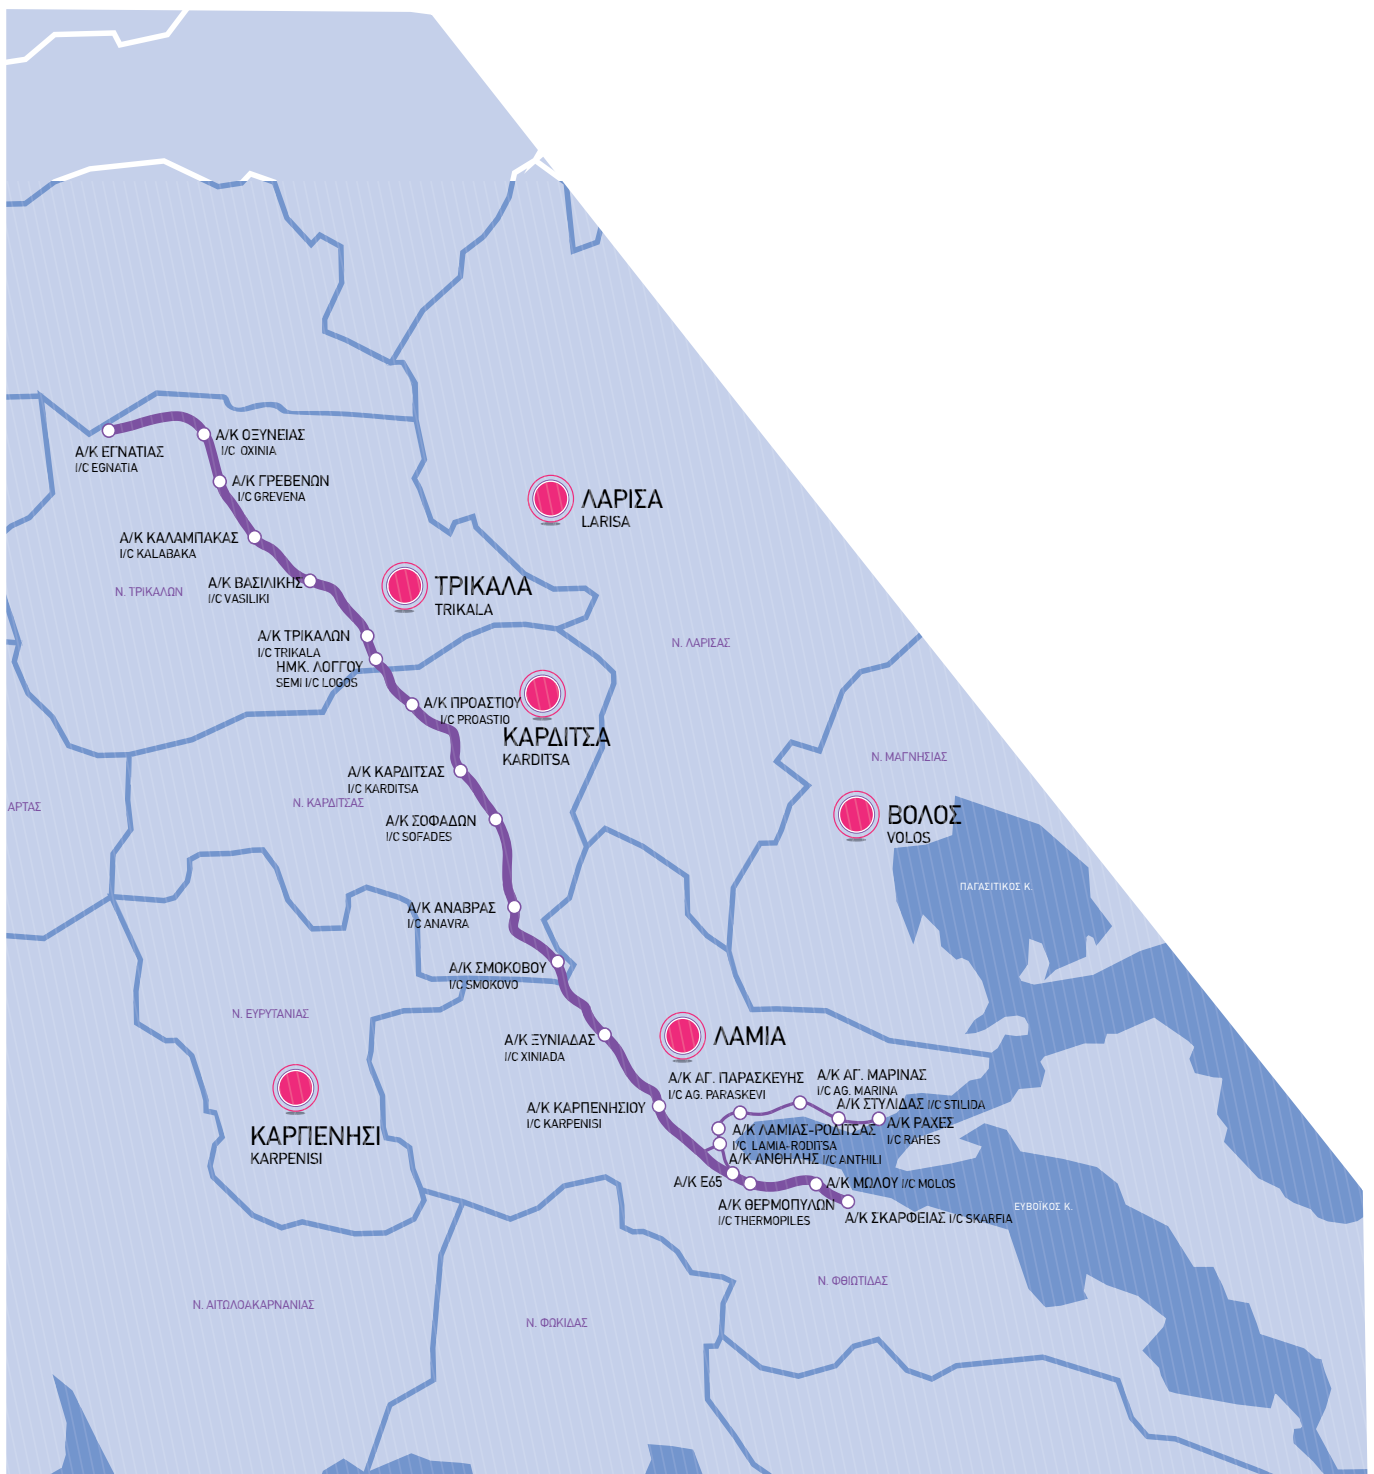 Α/Κ ΟΞΥΝΕΙΑΣ
I/C OXINIA
Α/Κ ΕΓΝΑΤΙΑΣ
I/C EGNATIA
Α/Κ ΓΡΕΒΕΝΩΝ
I/C GREVENA
ΛΑΡΙΣΑ
LARISA
Α/Κ ΚΑΛΑΜΠΑΚΑΣ
I/C KALABAKA
Α/Κ ΒΑΣΙΛΙΚΗΣ
I/C VASILIKI
Ν. ΤΡΙΚΑΛΩΝ
ΤΡΙΚΑΛΑ
TRIKALA
Α/Κ ΤΡΙΚΑΛΩΝ
I/C TRIKALA
Ν. ΛΑΡΙΣΑΣ
ΗΜΚ. ΛΟΓΓΟΥ
SEMI I/C LOGOS
Α/Κ ΠΡΟΑΣΤΙΟΥ
I/C PROASTIO
ΚΑΡΔΙΤΣΑ
KARDITSA
Ν. ΜΑΓΝΗΣΙΑΣ
Α/Κ ΚΑΡΔΙΤΣΑΣ
I/C KARDITSA
Ν. ΚΑΡΔΙΤΣΑΣ
ΑΡΤΑΣ
ΒΟΛΟΣ
VOLOS
Α/Κ ΣΟΦΑΔΩΝ
I/C SOFADES
ΠΑΓΑΣΙΤΙΚΟΣ Κ.
Α/Κ ΑΝΑΒΡΑΣ
I/C ANAVRA
Α/Κ ΣΜΟΚΟΒΟΥ
I/C SMOKOVO
Ν. ΕΥΡΥΤΑΝΙΑΣ
Α/Κ ΞΥΝΙΑΔΑΣ
I/C XINIADA
ΛΑΜΙΑ
Α/Κ ΑΓ. ΠΑΡΑΣΚΕΥΗΣ
I/C AG. PARASKEVI
Α/Κ ΑΓ. ΜΑΡΙΝΑΣ
I/C AG. MARINA
Α/Κ ΣΤΥΛΙΔΑΣ I/C STILIDA
Α/Κ ΚΑΡΠΕΝΗΣΙΟΥ
I/C KARPENISI
Α/Κ ΡΑΧΕΣ
I/C RAHES
Α/Κ ΛΑΜΙΑΣ-ΡΟΔΙΤΣΑΣ
I/C LAMIA-RODITSA
ΚΑΡΠΕΝΗΣΙ
KARPENISI
Α/Κ ΑΝΘΗΛΗΣ I/C ANTHILI
Α/Κ Ε65
Α/Κ ΜΩΛΟΥ I/C MOLOS
Α/Κ ΘΕΡΜΟΠΥΛΩΝ
I/C THERMOPILES
Α/Κ ΣΚΑΡΦΕΙΑΣ I/C SKARFIA
ΕΥΒΟΪΚΟΣ Κ.
Ν. ΦΘΙΩΤΙΔΑΣ
Ν. ΑΙΤΩΛΟΑΚΑΡΝΑΝΙΑΣ
Ν. ΦΩΚΙΔΑΣ